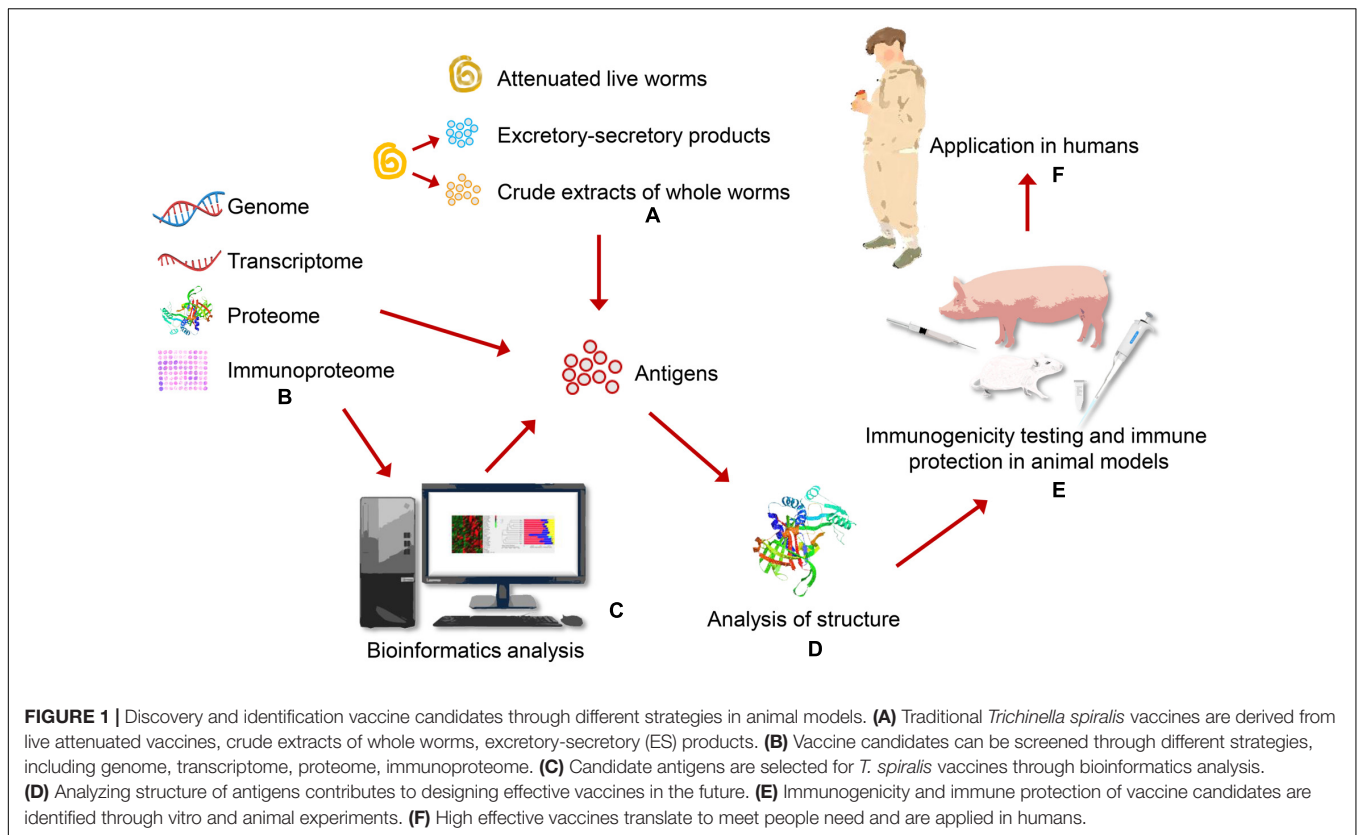 Attenuated live worms
Excretory-secretory products
Crude extracts of whole worms
A
Genome
Transcriptome
Proteome
Immunoproteome
B
Antigens
Bioinformatics analysis
C
Analysis of structure
D
Immunogenicity testing and immune
protection in animal models
E
Application in humans
F
FIGURE 1 | Discovery and identification vaccine candidates through different strategies in animal models. (A) Traditional Trichinella spiralis vaccines are derived from
live attenuated vaccines, crude extracts of whole worms, excretory-secretory (ES) products. (B) Vaccine candidates can be screened through different strategies,
including genome, transcriptome, proteome, immunoproteome. (C) Candidate antigens are selected for T. spiralis vaccines through bioinformatics analysis.
(D) Analyzing structure of antigens contributes to designing effective vaccines in the future. (E) Immunogenicity and immune protection of vaccine candidates are
identified through vitro and animal experiments. (F) High effective vaccines translate to meet people need and are applied in humans.